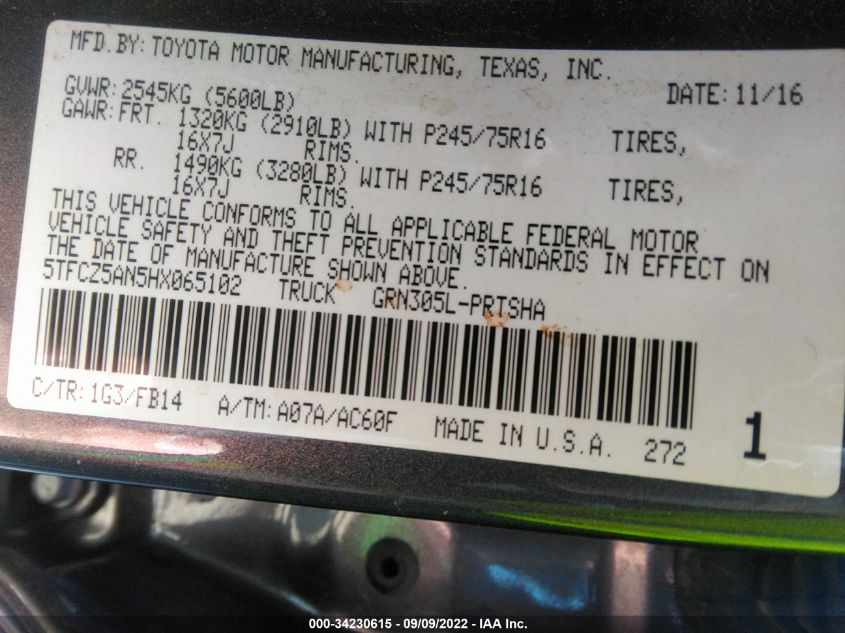 MFD. BY: TOYOTA MOTOR MANUFACTURING, TEXAS, INC.
GVWR: 2545KG (5600LB) DATE: 11/16
GAWR: FRT. 1320KG (2910LB) WITH P245/75R16 TIRES,
16X7J RIMS.
RR. 1490KG (3280LB) WITH P245/75R16 TIRES,
16X7J RIMS.
THIS VEHICLE CONFORMS TO ALL APPLICABLE FEDERAL MOTOR
VEHICLE SAFETY AND THEFT PREVENTION STANDARDS IN EFFECT ON
THE DATE OF MANUFACTURE SHOWN ABOVE.
5TFCZ5AN5HX065102 TRUCK GRN305L-PRTSHA
C/TR: 1G3/FB14 A/TM: A07A/AC60F MADE IN U.S.A. 272 1
000-34230615 - 09/09/2022 - IAA Inc.